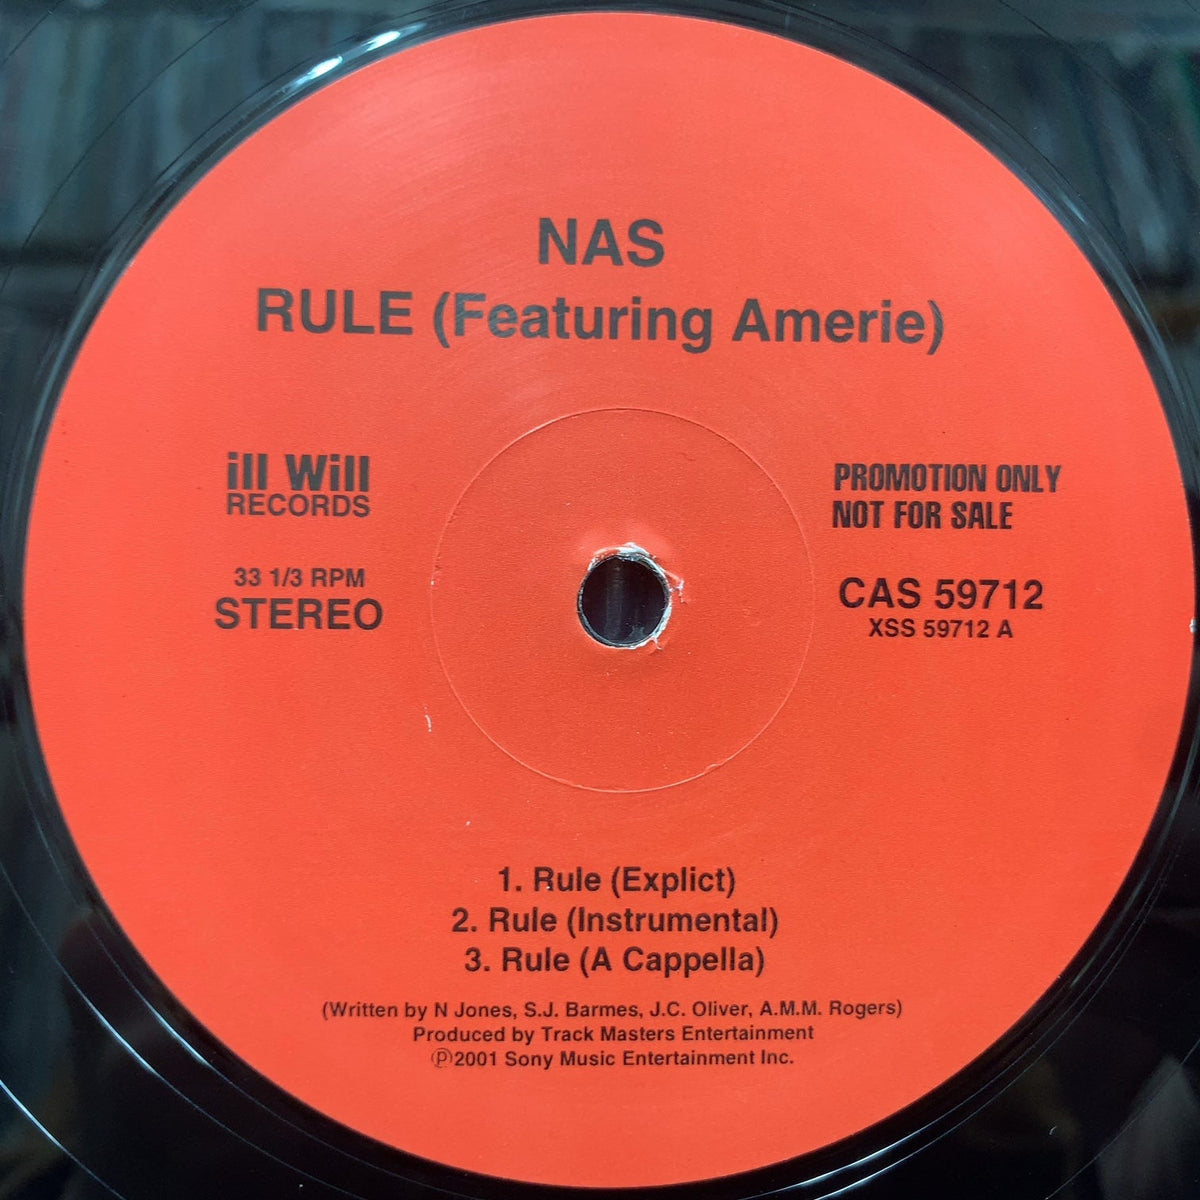 NAS
RULE (Featuring Amerie)
ill Will
RECORDS
33 1/3 RPM
STEREO
PROMOTION ONLY
NOT FOR SALE
CAS 59712
XSS 59712 A
1. Rule (Explict)
2. Rule (Instrumental)
3. Rule (A Cappella)
(Written by N Jones, S.J. Barmes, J.C. Oliver, A.M.M. Rogers)
Produced by Track Masters Entertainment
℗2001 Sony Music Entertainment Inc.